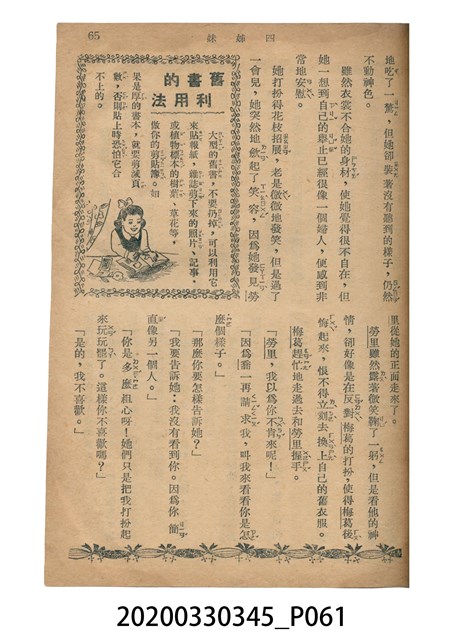 四姊妹
65
地吃了一驚，但她卻裝著沒有聽到的樣子，仍然
不動神色。
雖然衣裳不合她的身材，使她覺得很不自在，但
她一想到自己的舉止已經很像一個婦人，便感到非
常地安慰。
她打扮得花枝招展，老是傲傲地發笑，但是過了
一會兒，她突然地斂起了笑容，因爲她發見勞
舊書的
利用法
大型的舊書，不要扔掉，可以利用它
來貼報紙，雜誌剪下來的照片、記事，
或植物標本的樹葉、草花等，
做你的剪貼簿。如
果是厚的書本，就要剪減頁
數，否則貼上時恐怕它合
不上的。
里從她的正面走來了。
勞里雖然露著微笑鞠了一躬，但是看他的神
情，卻好像是在反對梅葛的打扮，使得梅葛後
悔起來，恨不得立刻去換上自己的舊衣服。
梅葛趕忙地走過去和勞里握手。
「勞里，我以爲你不肯來呢！」
「因爲喬一再請求我，叫我來看看你是怎
麼個樣子。」
「那麼你要怎樣告訴她？」
「我要告訴她：我沒有看到你。因爲你簡
直像另一個人。」
「你是多麼粗心呀！她們只是把我打扮起
來玩玩罷了。這樣你不喜歡嗎？」
「是的，我不喜歡。」
20200330345_P061